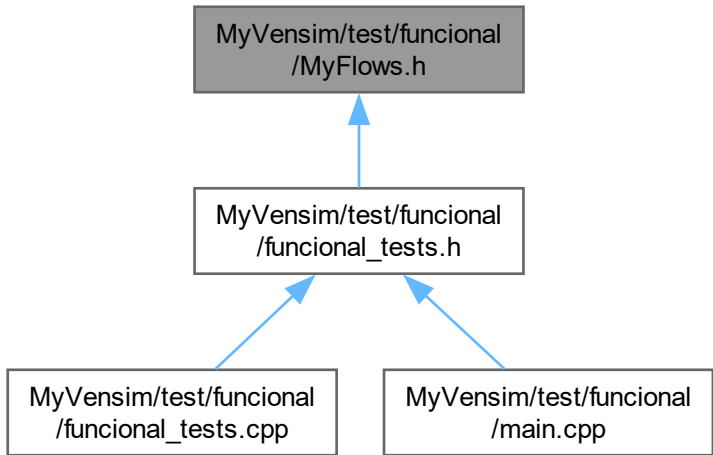 MyVensim/test/funcional
/MyFlows.h
MyVensim/test/funcional
/funcional_tests.h
MyVensim/test/funcional
/funcional_tests.cpp
MyVensim/test/funcional
/main.cpp